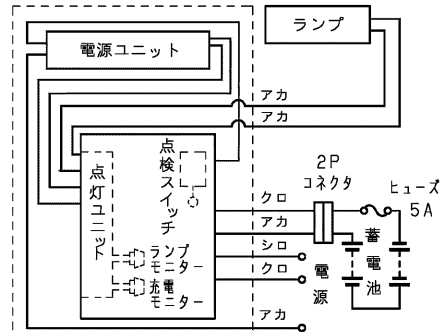 電源ユニット
ランプ
アカ
アカ
点検スイッチ
点灯ユニット
2P
コネクタ
ヒューズ
5A
クロ
アカ
シロ
クロ
アカ
ランプ
モニター
充電
モニター
電源
蓄電池